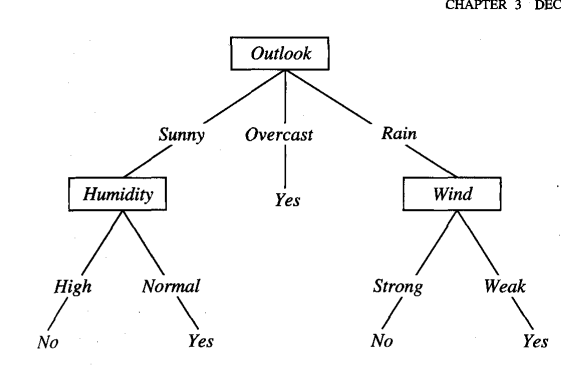 CHAPTER 3 DEC
Outlook
Sunny Overcast Rain
Humidity Yes Wind
High Normal Strong Weak
No Yes No Yes